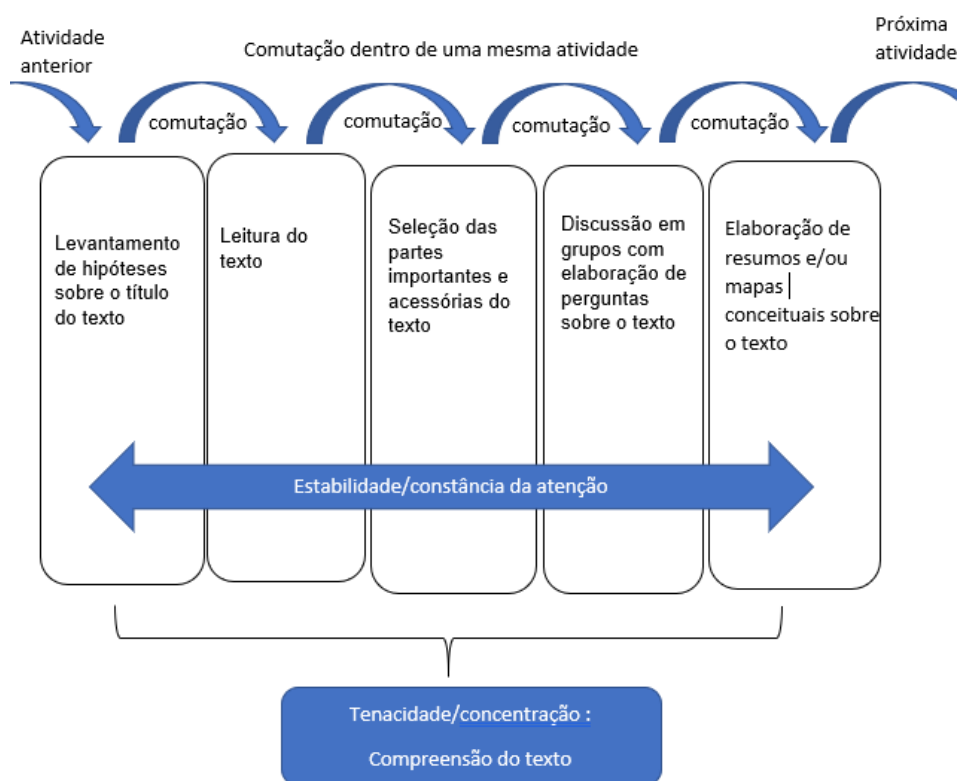 Atividade
anterior
Comutação dentro de uma mesma atividade
Próxima
atividade
comutação
comutação
comutação
comutação
Levantamento
de hipóteses
sobre o título
do texto
Leitura do
texto
Seleção das
partes
importantes e
acessórias do
texto
Discussão em
grupos com
elaboração de
perguntas
sobre o texto
Elaboração de
resumos e/ou
mapas
conceituais sobre
o texto
Estabilidade/constância da atenção
Tenacidade/concentração :
Compreensão do texto